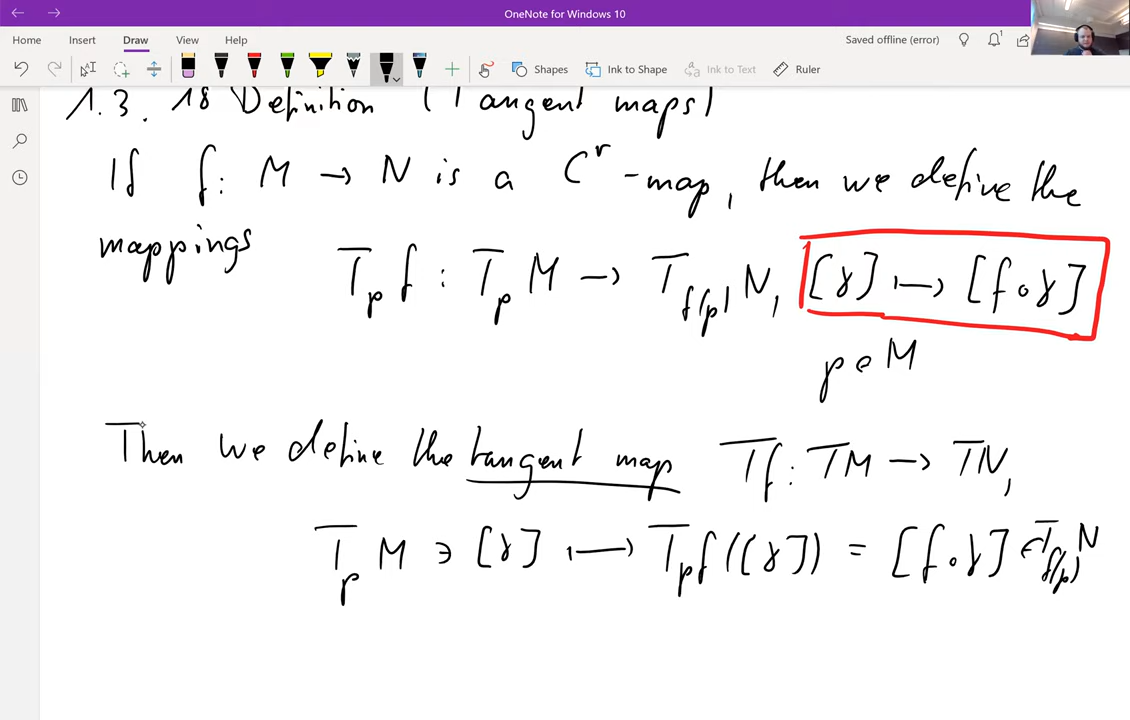 OneNote for Windows 10
Home Insert Draw View Help Saved offline (error)
Shapes Ink to Shape Ink to Text Ruler
1.3.18 Definition (Tangent maps)
If f: M → N is a C^r-map, then we define the
mappings T_p f : T_p M → T_{f(p)} N, [γ] ↦ [f∘γ]
p ∈ M
Then we define the tangent map Tf: TM → TN,
T_p M ∋ [γ] ↦ T_p f([γ]) = [f∘γ] ∈ T_{f(p)} N